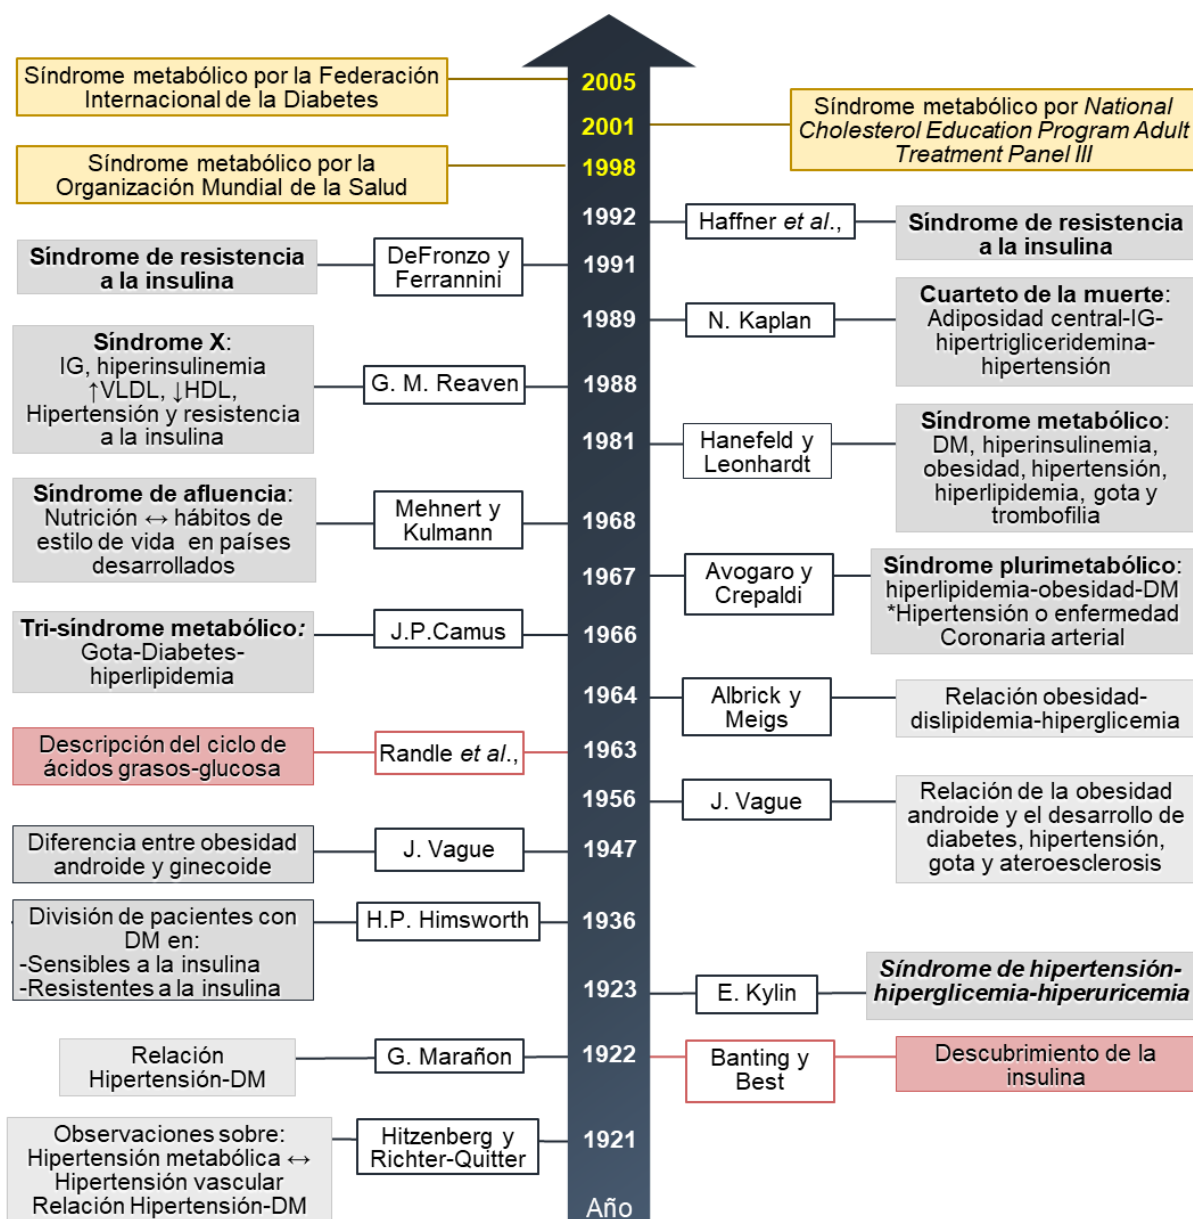 2005
Síndrome metabólico por la Federación
Internacional de la Diabetes
2001
Síndrome metabólico por National
Cholesterol Education Program Adult
Treatment Panel III
1998
Síndrome metabólico por la
Organización Mundial de la Salud
1992
Haffner et al.,
Síndrome de resistencia
a la insulina
1991
DeFronzo y
Ferrannini
Síndrome de resistencia
a la insulina
1989
N. Kaplan
Cuarteto de la muerte:
Adiposidad central-IG-
hipertrigliceridemina-
hipertensión
1988
G. M. Reaven
Síndrome X:
IG, hiperinsulinemia
↑VLDL, ↓HDL,
Hipertensión y resistencia
a la insulina
1981
Hanefeld y
Leonhardt
Síndrome metabólico:
DM, hiperinsulinemia,
obesidad, hipertensión,
hiperlipidemia, gota y
trombofilia
1968
Mehnert y
Kulmann
Síndrome de afluencia:
Nutrición ↔ hábitos de
estilo de vida en países
desarrollados
1967
Avogaro y
Crepaldi
Síndrome plurimetabólico:
hiperlipidemia-obesidad-DM
*Hipertensión o enfermedad
Coronaria arterial
1966
J.P.Camus
Tri-síndrome metabólico:
Gota-Diabetes-
hiperlipidemia
1964
Albrick y
Meigs
Relación obesidad-
dislipidemia-hiperglicemia
1963
Randle et al.,
Descripción del ciclo de
ácidos grasos-glucosa
1956
J. Vague
Relación de la obesidad
androide y el desarrollo de
diabetes, hipertensión,
gota y ateroesclerosis
1947
J. Vague
Diferencia entre obesidad
androide y ginecoide
1936
H.P. Himsworth
División de pacientes con
DM en:
-Sensibles a la insulina
-Resistentes a la insulina
1923
E. Kylin
Síndrome de hipertensión-
hiperglicemia-hiperuricemia
1922
G. Marañon
Relación
Hipertensión-DM
Banting y
Best
Descubrimiento de la
insulina
1921
Hitzenberg y
Richter-Quitter
Observaciones sobre:
Hipertensión metabólica ↔
Hipertensión vascular
Relación Hipertensión-DM
Año